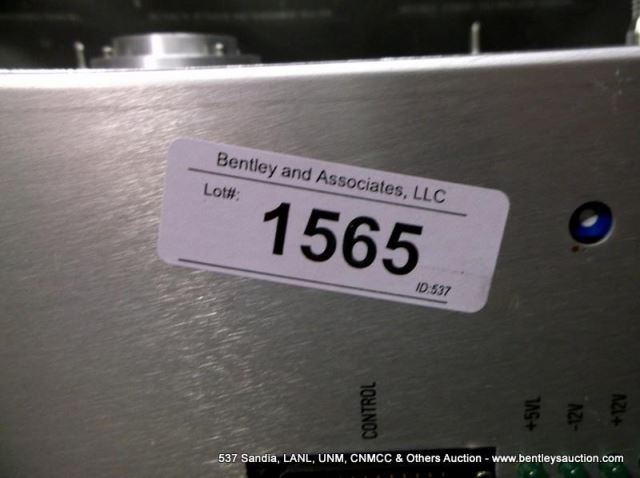 Bentley and Associates, LLC
Lot#:
1565
ID:537
CONTROL
+5VL
-12V
+12V
537 Sandia, LANL, UNM, CNMCC & Others Auction - www.bentleysauction.com